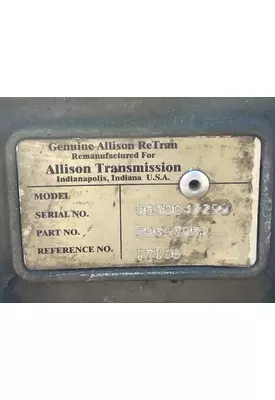 Genuine Allison ReTran
Remanufactured For
Allison Transmission
Indianapolis, Indiana U.S.A.
MODEL
SERIAL NO.
PART NO.
REFERENCE NO.